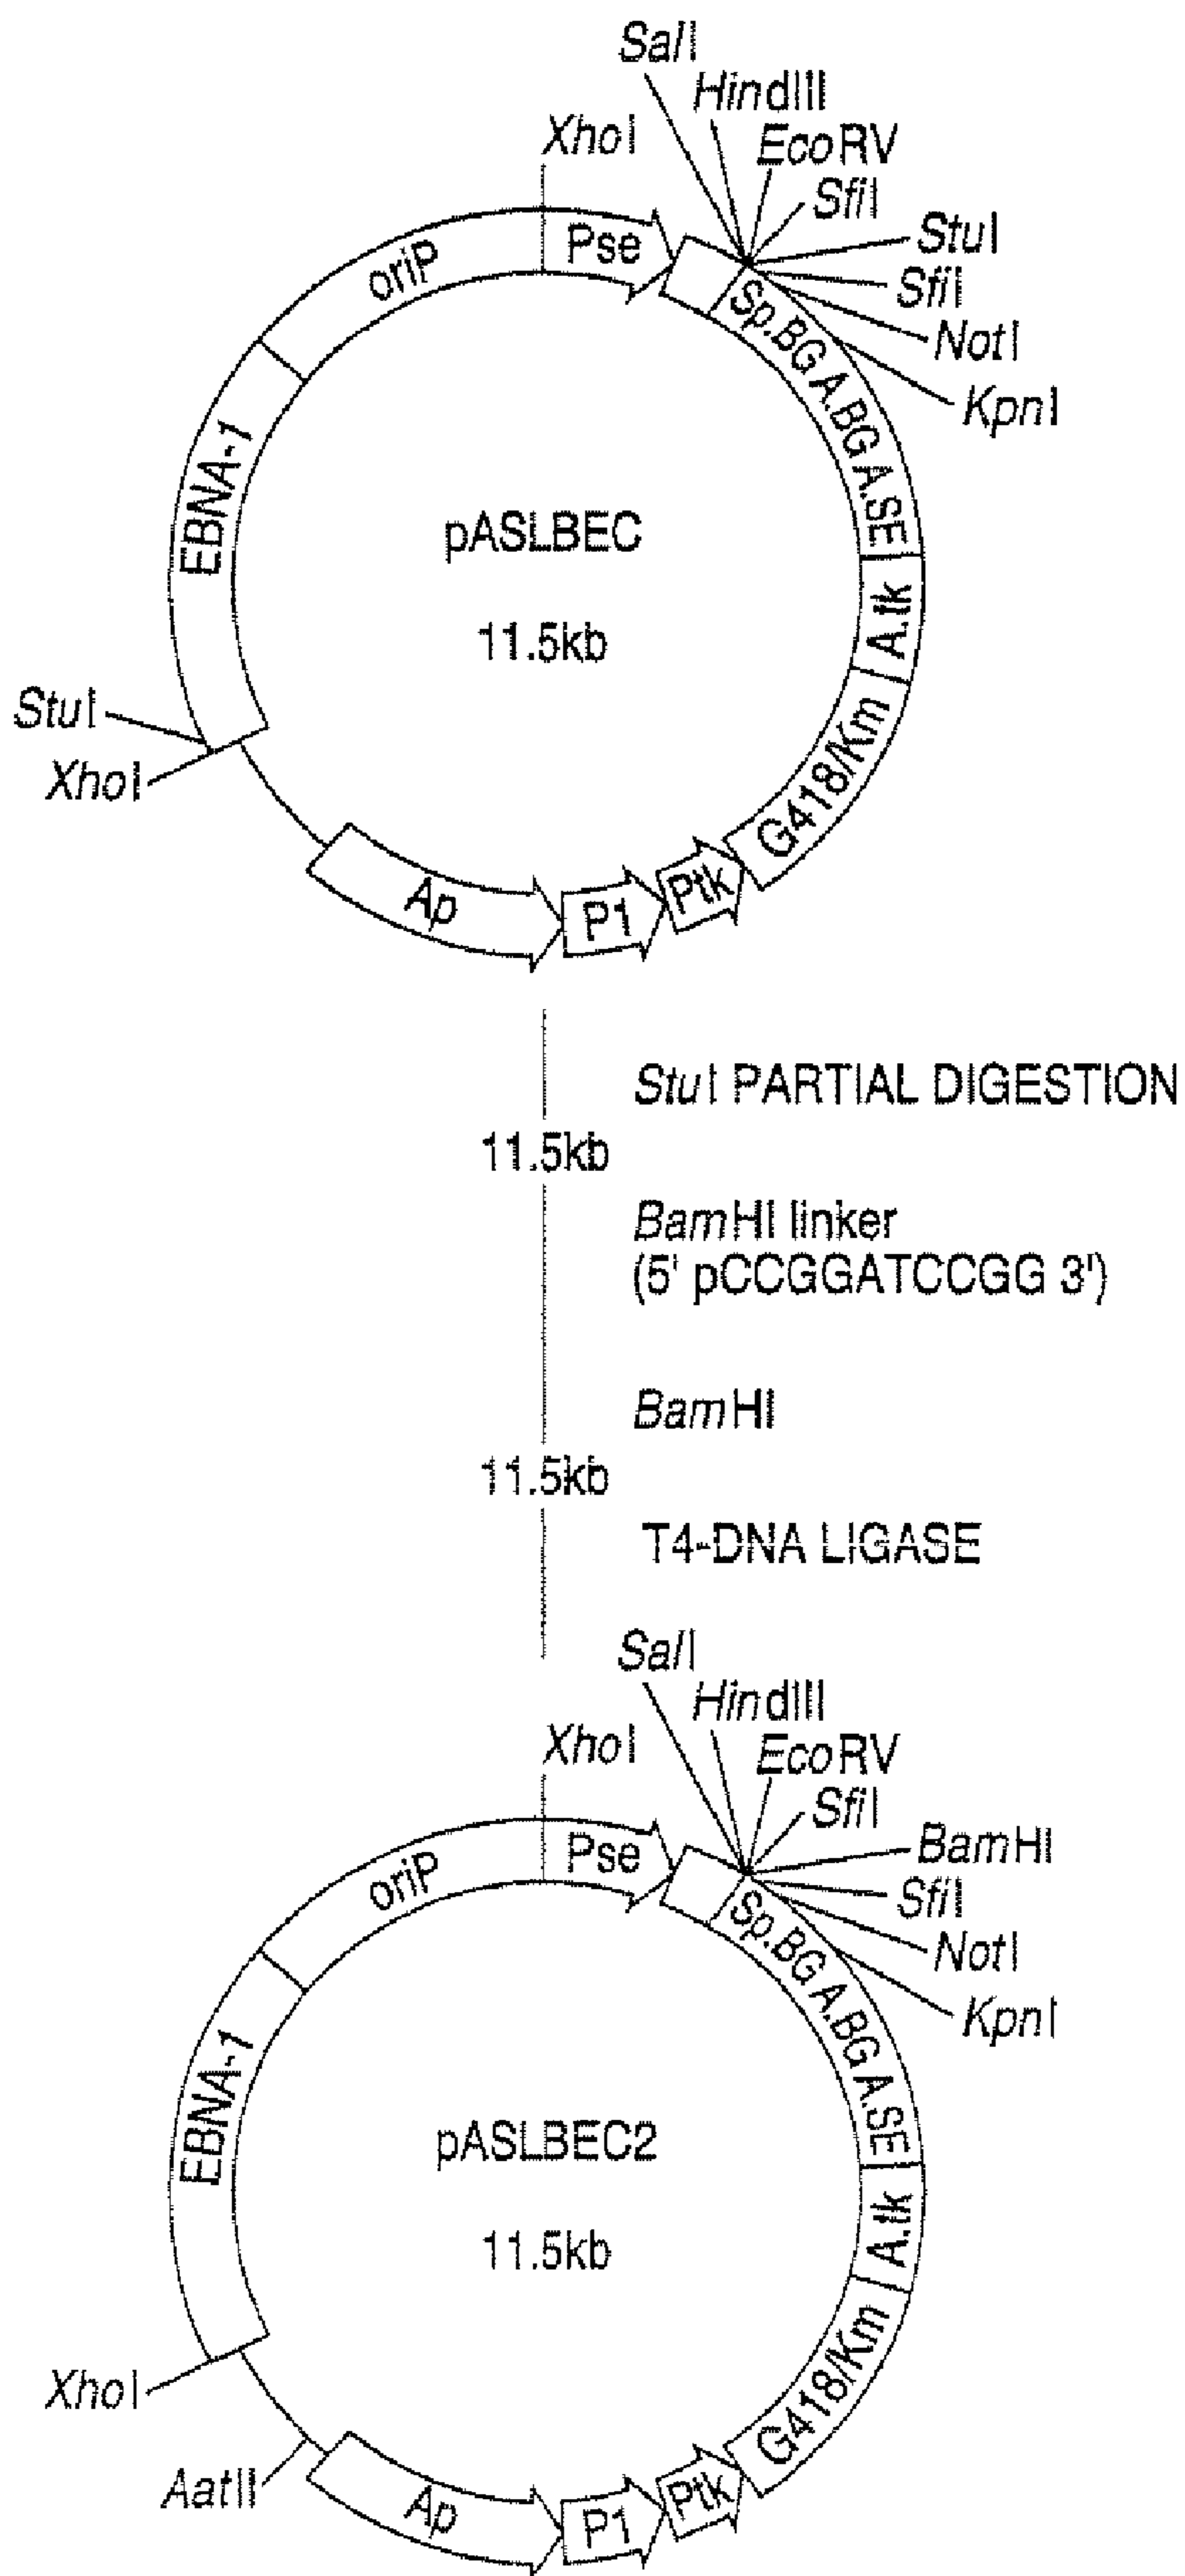 SalI
HindIII
XhoI
EcoRV
SfiI
Pse
StuI
oriP
SfiI
Sp.BG A.BG A.SE
NotI
KpnI
EBNA-1
pASLBEC
A.tk
11.5kb
StuI
G418/Km
XhoI
Ptk
Ap
P1
StuI PARTIAL DIGESTION
11.5kb
BamHI linker
(5' pCCGGATCCGG 3')
BamHI
11.5kb
T4-DNA LIGASE
SalI
HindIII
XhoI
EcoRV
SfiI
Pse
BamHI
oriP
SfiI
Sp.BG A.BG A.SE
NotI
KpnI
EBNA-1
pASLBEC2
A.tk
11.5kb
XhoI
G418/Km
AatII
Ptk
Ap
P1